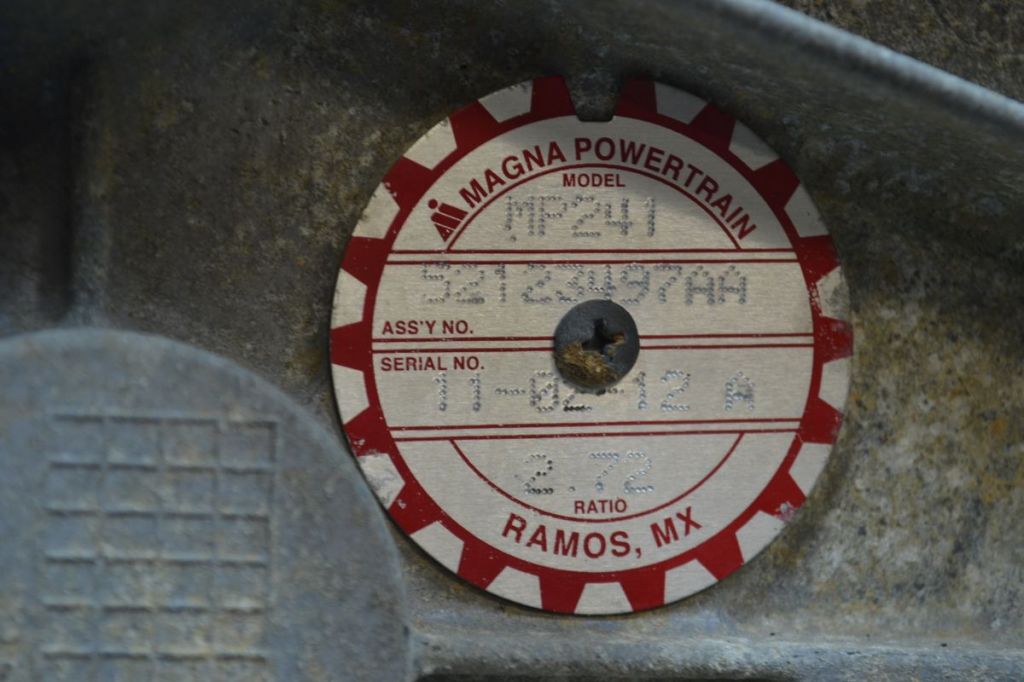 MAGNA POWERTRAIN
MODEL
MP241
52123497AA
ASS'Y NO.
SERIAL NO.
11-02-12 A
2.72
RATIO
RAMOS, MX